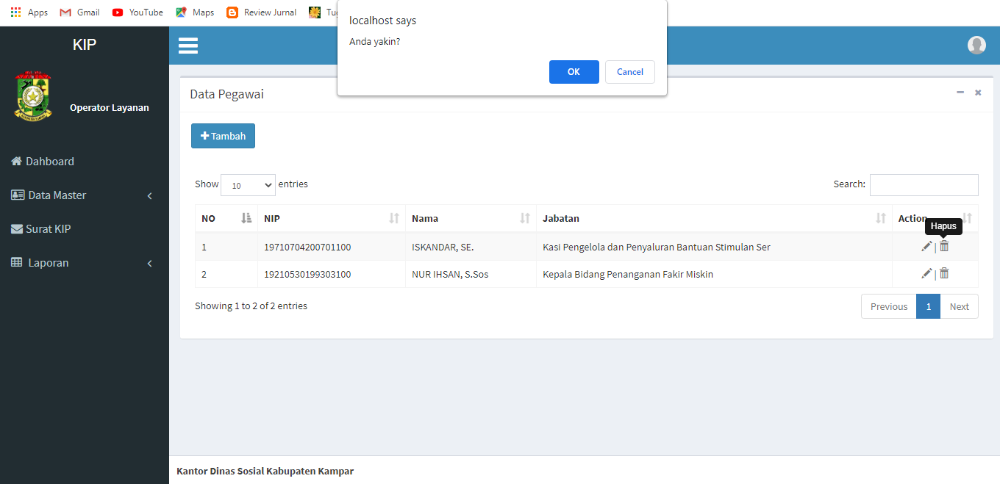 Apps Gmail YouTube Maps Review Jurnal Tu
localhost says
Anda yakin?
OK Cancel
KIP
Operator Layanan
Dahboard
Data Master
Surat KIP
Laporan
Data Pegawai
Tambah
Show 10 entries Search:
NO NIP Nama Jabatan Action
Hapus
1 19710704200701100 ISKANDAR, SE. Kasi Pengelola dan Penyaluran Bantuan Stimulan Ser |
2 19210530199303100 NUR IHSAN, S.Sos Kepala Bidang Penanganan Fakir Miskin |
Showing 1 to 2 of 2 entries Previous 1 Next
Kantor Dinas Sosial Kabupaten Kampar